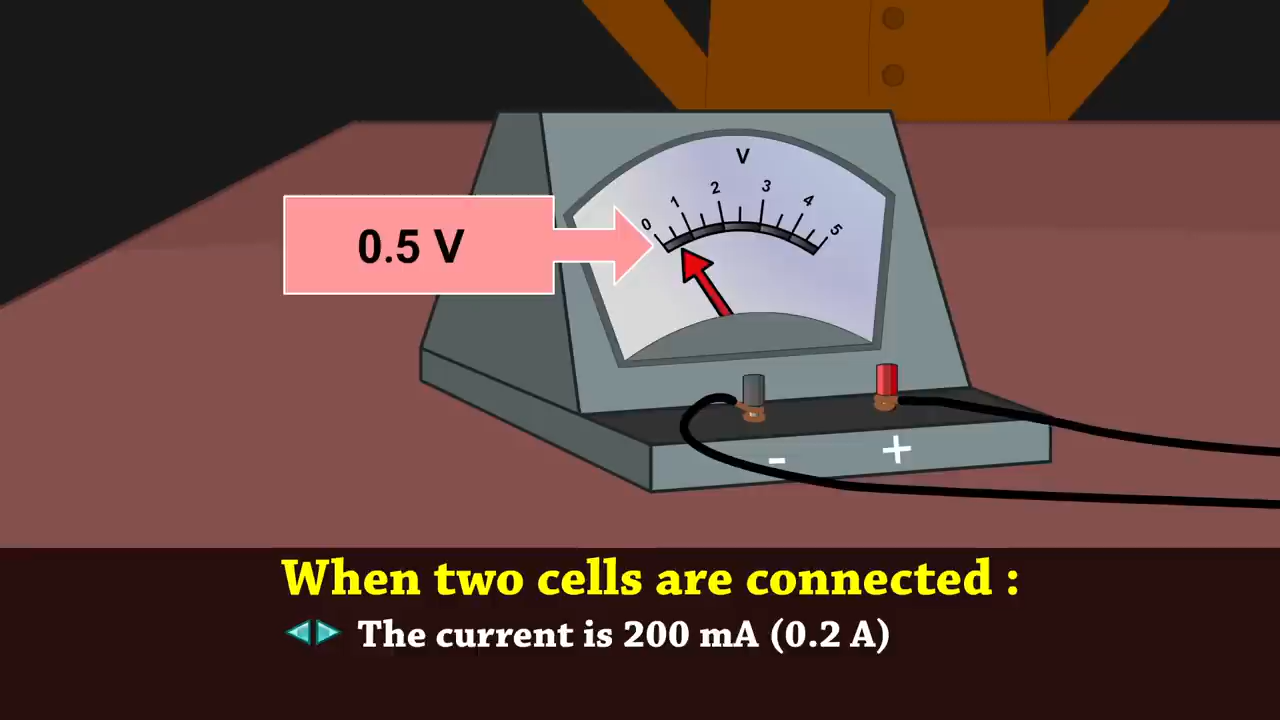 V
0 1 2 3 4 5
0.5 V
- +
When two cells are connected :
The current is 200 mA (0.2 A)